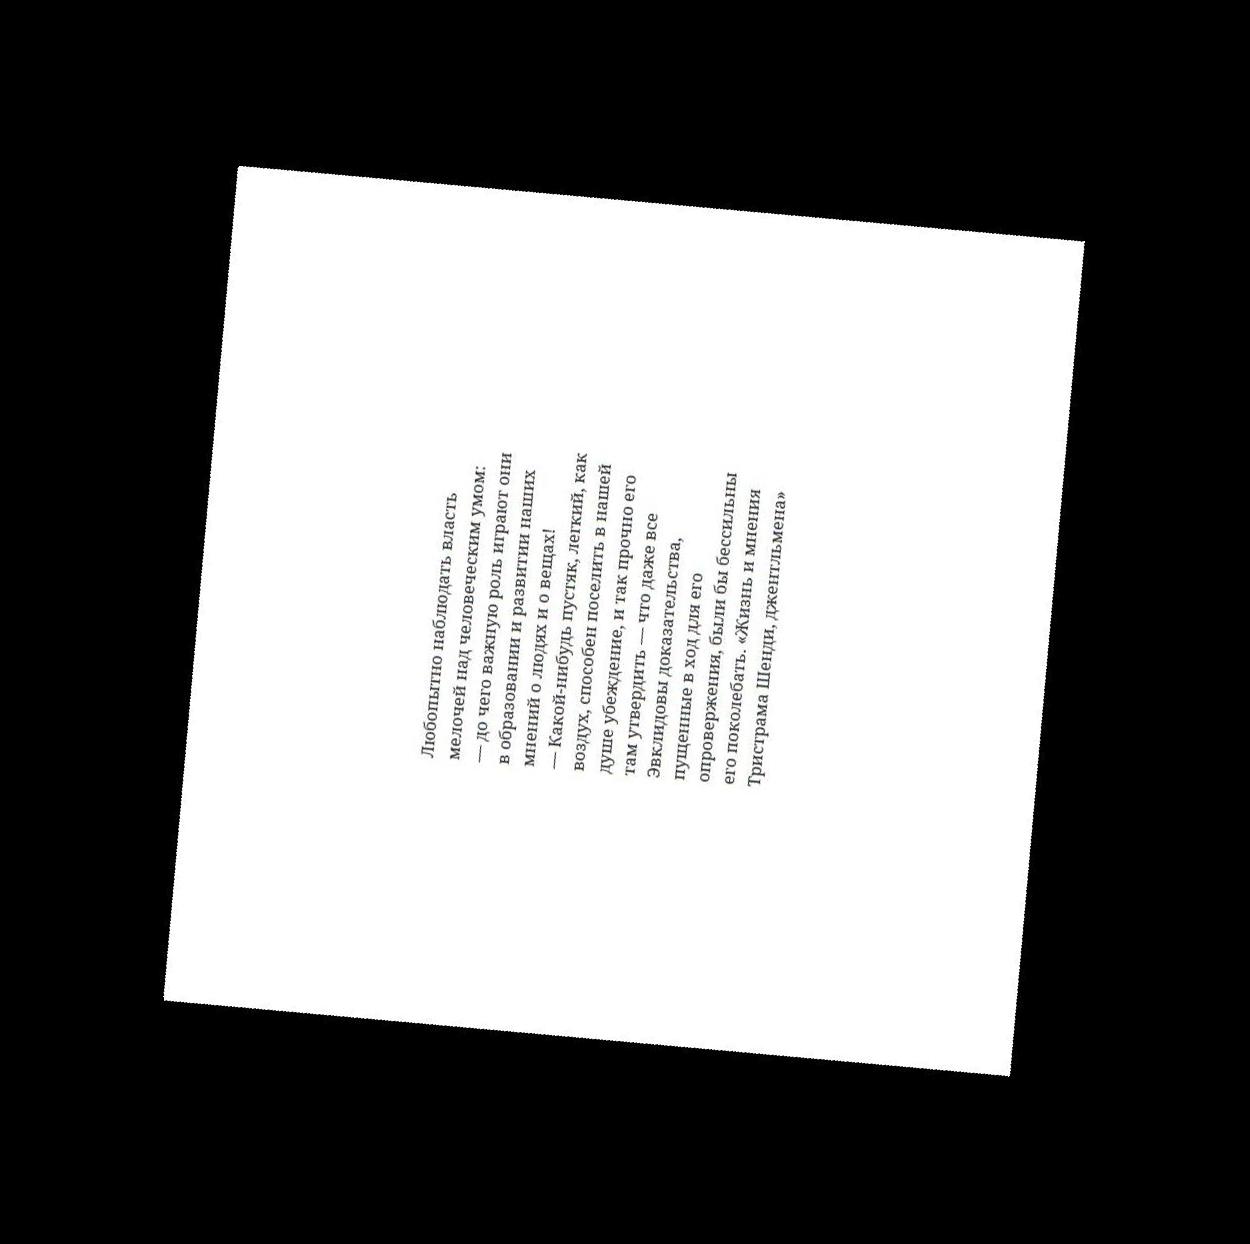 Любопытно наблюдать власть
мелочей над человеческим умом:
— до чего важную роль играют они
в образовании и развитии наших
мнений о людях и о вещах!
— Какой-нибудь пустяк, легкий, как
воздух, способен поселить в нашей
душе убеждение, и так прочно его
там утвердить — что даже все
Эвклидовы доказательства,
пущенные в ход для его
опровержения, были бы бессильны
его поколебать. «Жизнь и мнения
Тристрама Шенди, джентльмена»